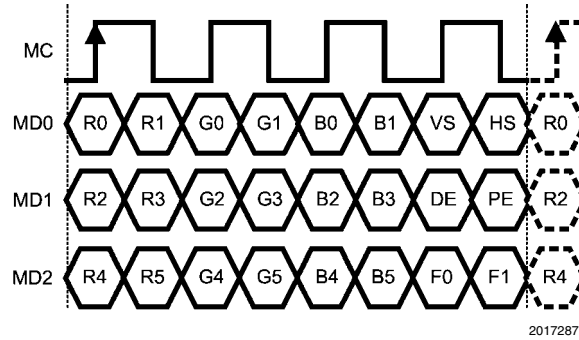 MC
MD0 R0 R1 G0 G1 B0 B1 VS HS R0
MD1 R2 R3 G2 G3 B2 B3 DE PE R2
MD2 R4 R5 G4 G5 B4 B5 F0 F1 R4
2017287